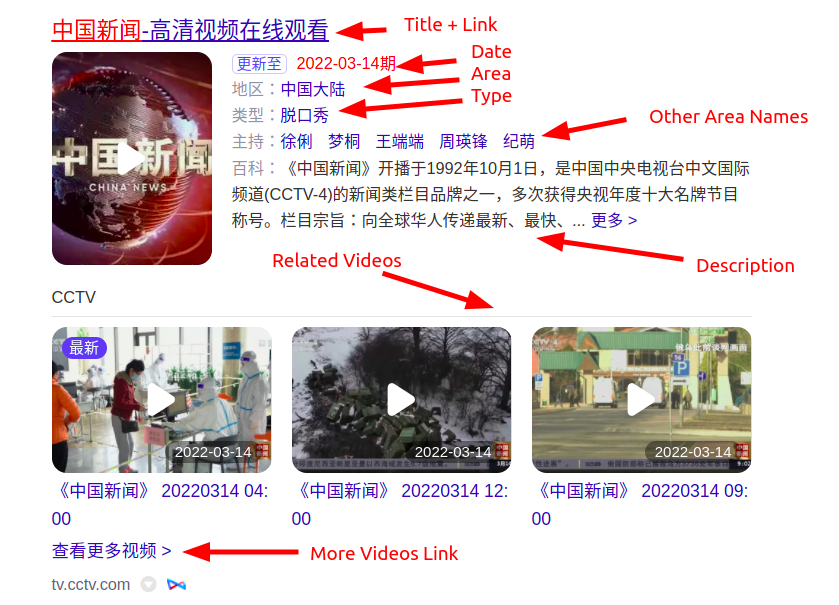 中国新闻-高清视频在线观看
Title + Link
更新至 2022-03-14期
Date
地区：中国大陆
Area
类型：脱口秀
Type
主持：徐俐 梦桐 王端端 周瑛锋 纪萌
Other Area Names
百科：《中国新闻》开播于1992年10月1日，是中国中央电视台中文国际
频道(CCTV-4)的新闻类栏目品牌之一，多次获得央视年度十大名牌节目
称号。栏目宗旨：向全球华人传递最新、最快、... 更多 >
中国新闻
CHINA NEWS
Related Videos
Description
CCTV
最新
2022-03-14
2022-03-14
2022-03-14
《中国新闻》 20220314 04:
00
《中国新闻》 20220314 12:
00
《中国新闻》 20220314 09:
00
查看更多视频 >
More Videos Link
tv.cctv.com